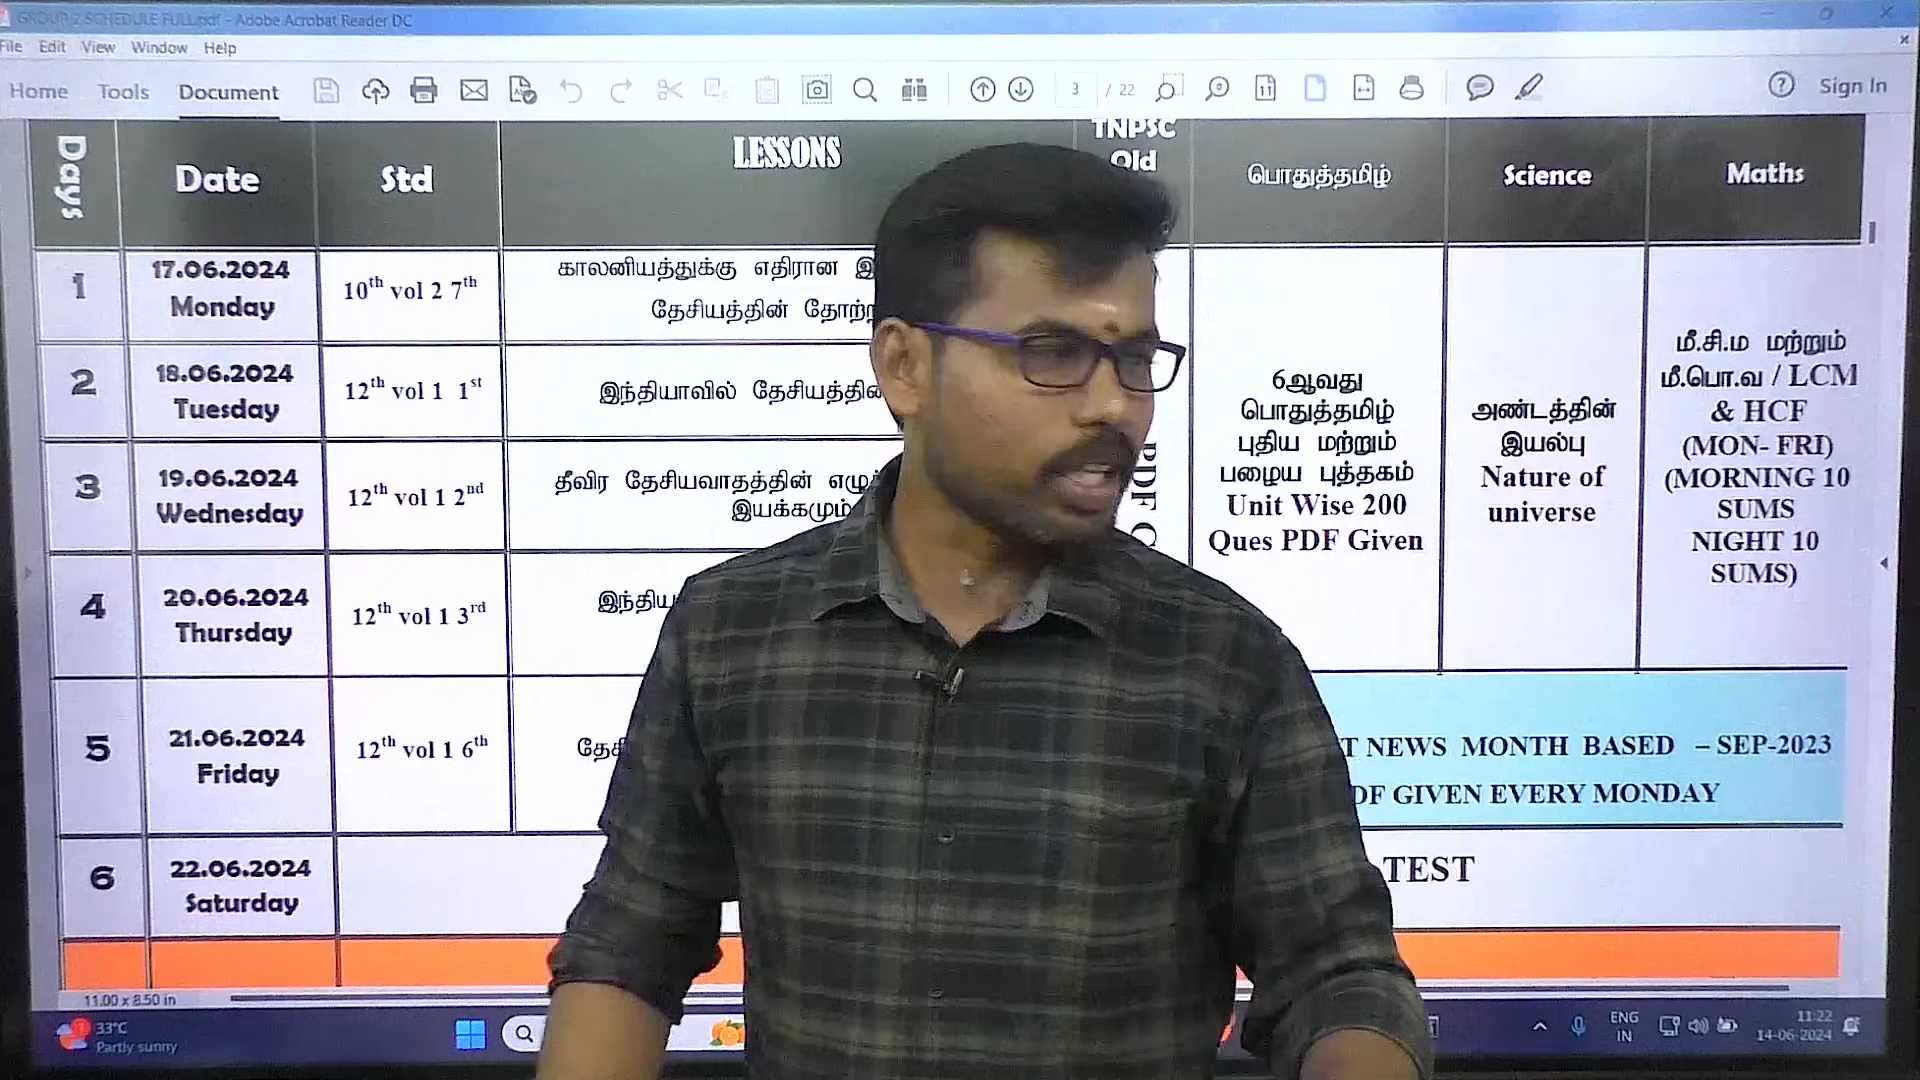 GROUP 2 SCHEDULE FULL.pdf - Adobe Acrobat Reader DC
File Edit View Window Help
Home Tools Document 3 / 22 Sign In
Days Date Std LESSONS TNPSC Old பொதுத்தமிழ் Science Maths
1
17.06.2024
Monday
10th vol 2 7th
காலனியத்துக்கு எதிரான
தேசியத்தின்
2
18.06.2024
Tuesday
12th vol 1 1st
இந்தியாவில்
3
19.06.2024
Wednesday
12th vol 1 2nd
தீவிர தேசியவாதத்தின்
இயக்கமும்
4
20.06.2024
Thursday
12th vol 1 3rd
5
21.06.2024
Friday
12th vol 1 6th
PDF
6ஆவது
பொதுத்தமிழ்
புதிய மற்றும்
பழைய புத்தகம்
Unit Wise 200
Ques PDF Given
அண்டத்தின்
இயல்பு
Nature of
universe
மீ.சி.ம மற்றும்
மீ.பொ.வ / LCM
& HCF
(MON- FRI)
(MORNING 10
SUMS
NIGHT 10
SUMS)
NEWS MONTH BASED – SEP-2023
GIVEN EVERY MONDAY
6
22.06.2024
Saturday
TEST
11.00 x 8.50 in
33°C
Partly sunny
ENG
IN
11:22
14-06-2024